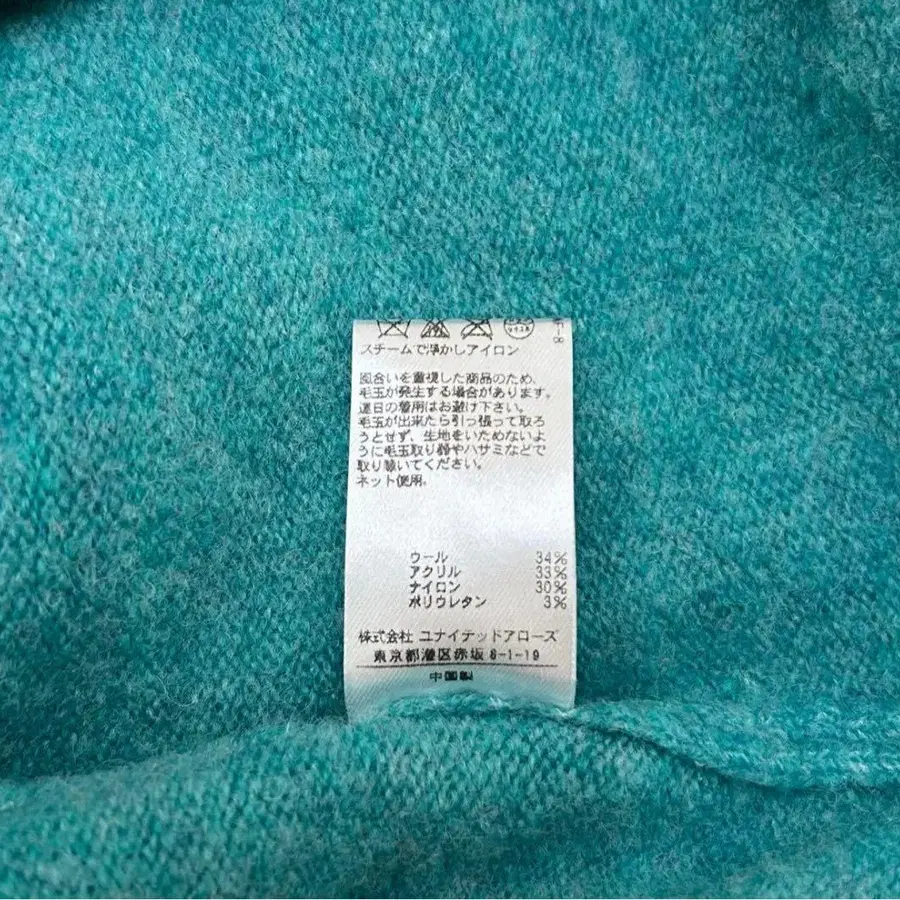 スチームで浮かしアイロン
風合いを重視した商品のため、
毛玉が発生する場合があります。
連日の着用はお避け下さい。
毛玉が出来たら引っ張って取ろ
うとせず、生地をいためないよ
うに毛玉取り器やハサミなどで
取り除いてください。
ネット使用。
ウール 34%
アクリル 33%
ナイロン 30%
ポリウレタン 3%
株式会社 ユナイテッドアローズ
東京都港区赤坂 8-1-19
中国製